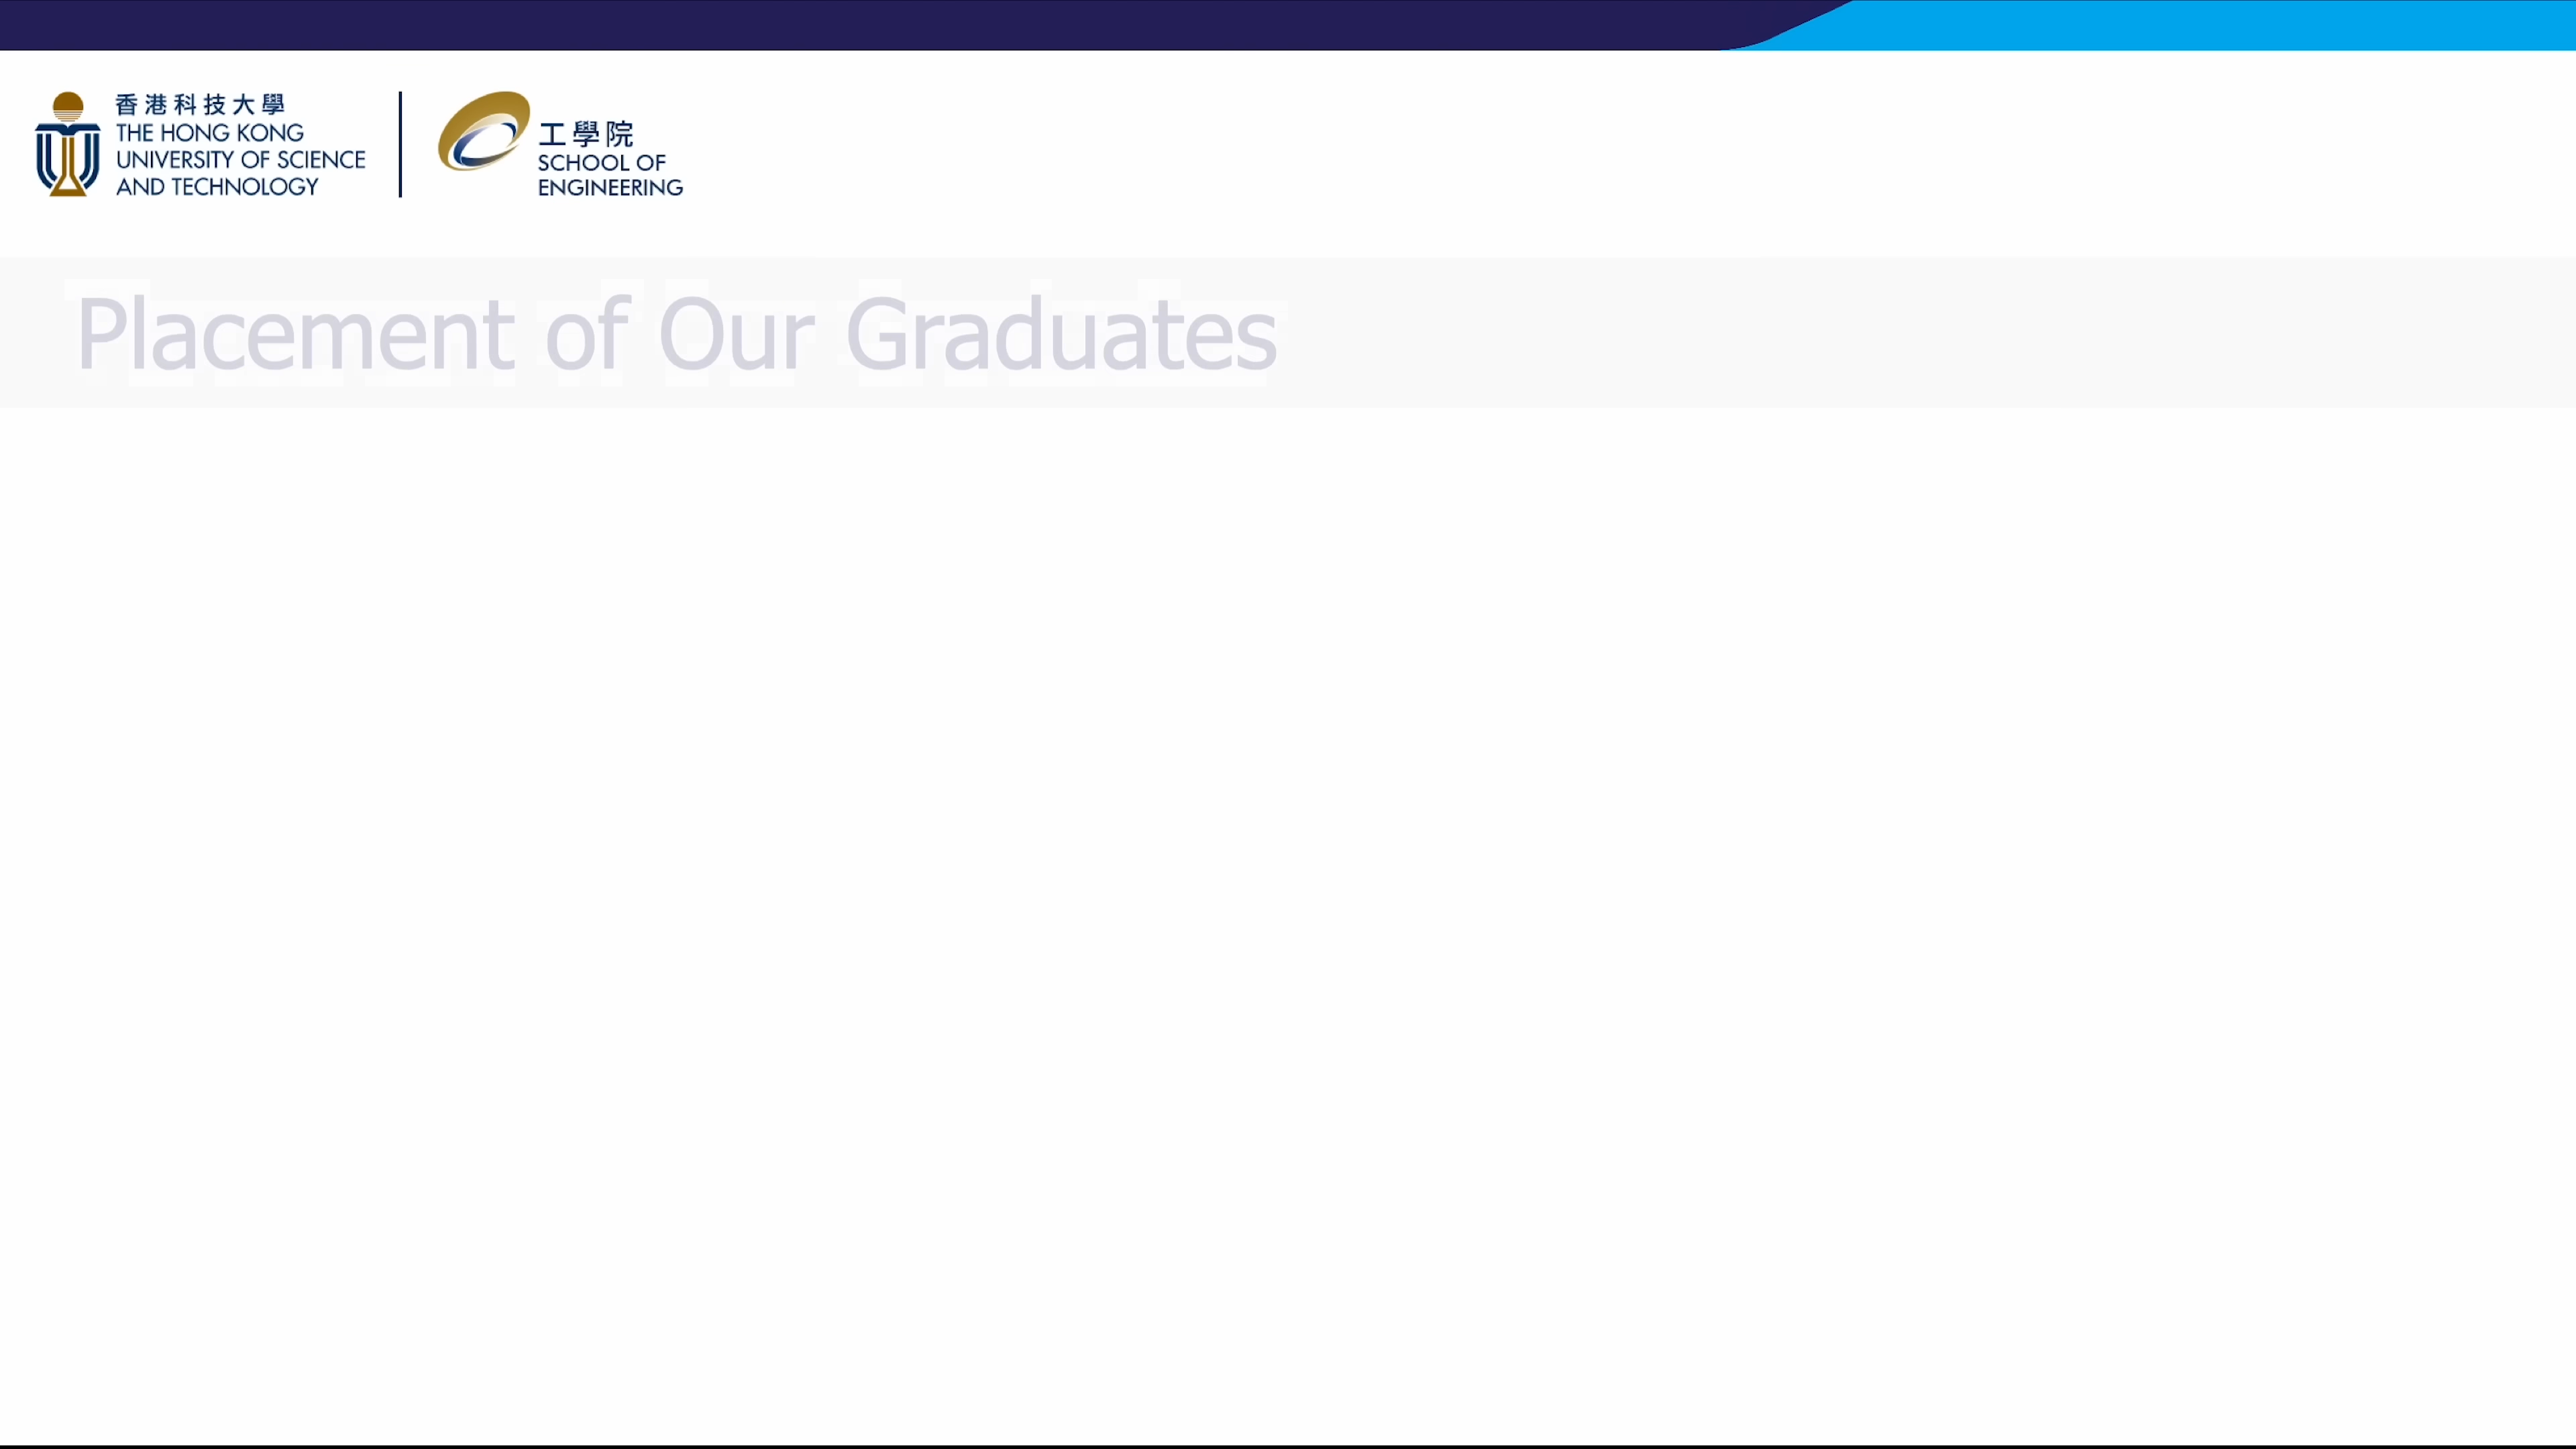 香港科技大學
THE HONG KONG
UNIVERSITY OF SCIENCE
AND TECHNOLOGY
工學院
SCHOOL OF
ENGINEERING
Placement of Our Graduates